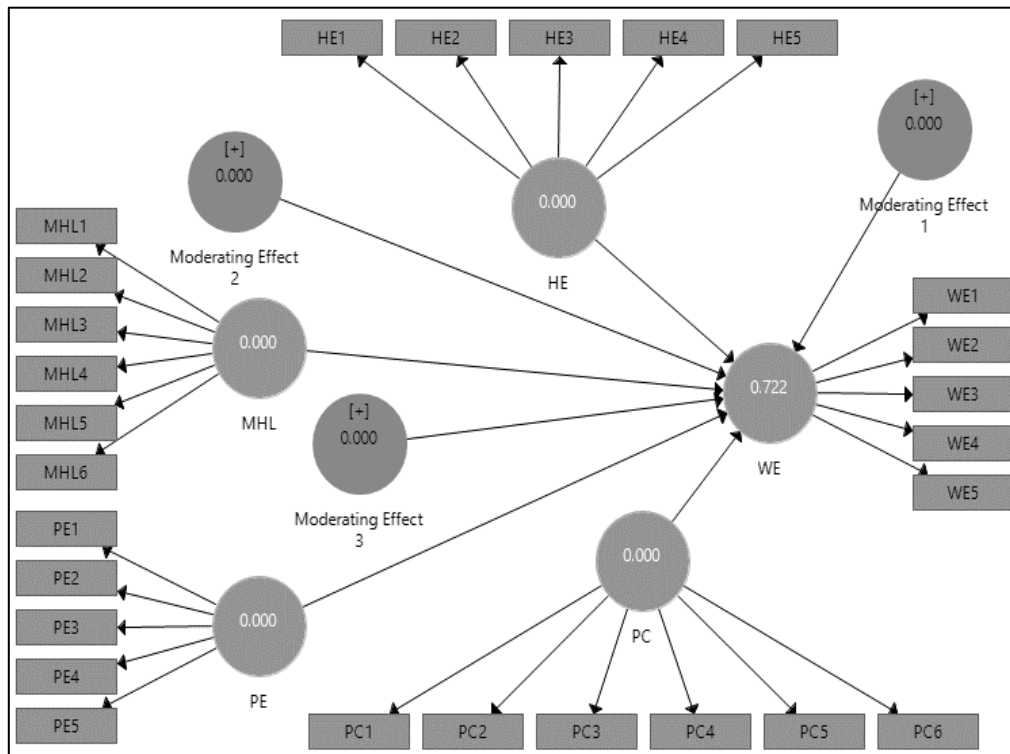 HE1 HE2 HE3 HE4 HE5
[+]
0.000
Moderating Effect
1
[+]
0.000
Moderating Effect
2
0.000
HE
MHL1
MHL2
MHL3
MHL4
MHL5
MHL6
0.000
MHL
[+]
0.000
Moderating Effect
3
0.722
WE
WE1
WE2
WE3
WE4
WE5
PE1
PE2
PE3
PE4
PE5
0.000
PE
0.000
PC
PC1 PC2 PC3 PC4 PC5 PC6